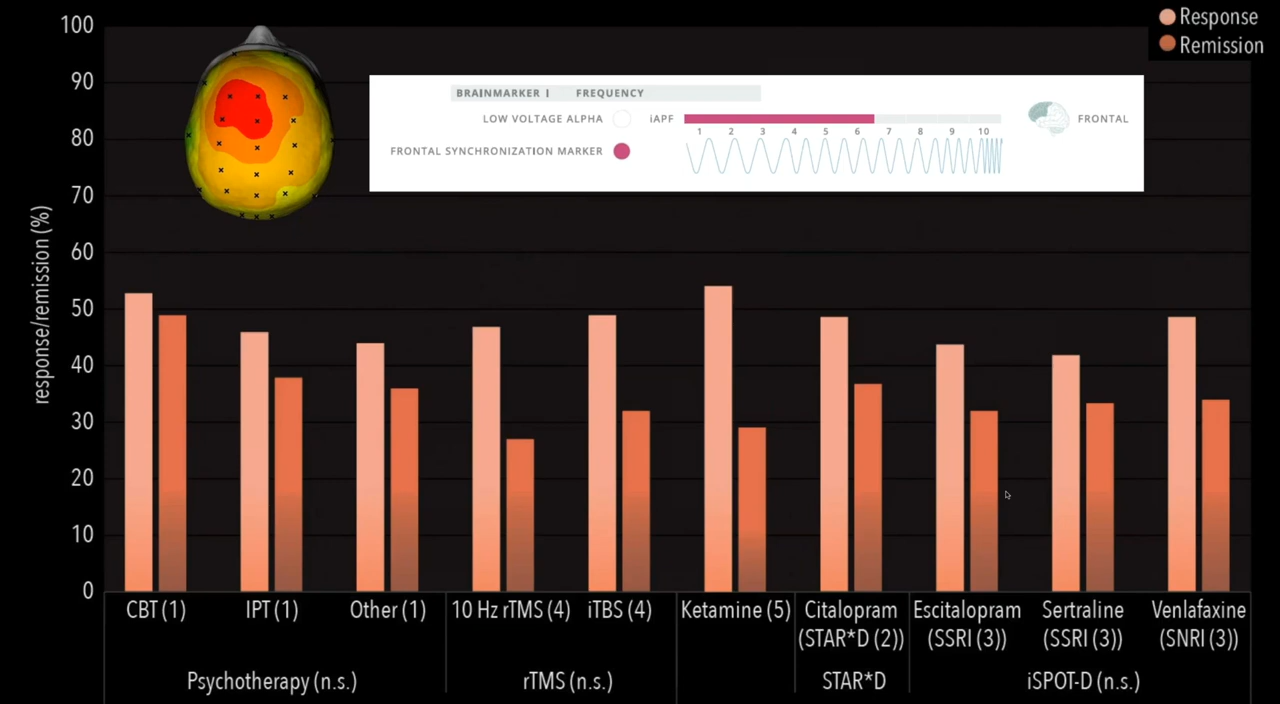 Response
Remission
100
90
80
70
60
50
40
30
20
10
0
response/remission (%)
BRAINMARKER I FREQUENCY
LOW VOLTAGE ALPHA iAPF FRONTAL
1 2 3 4 5 6 7 8 9 10
FRONTAL SYNCHRONIZATION MARKER
CBT (1) IPT (1) Other (1) 10 Hz rTMS (4) iTBS (4) Ketamine (5) Citalopram Escitalopram Sertraline Venlafaxine
(STAR*D (2)) (SSRI (3)) (SSRI (3)) (SNRI (3))
Psychotherapy (n.s.) rTMS (n.s.) STAR*D iSPOT-D (n.s.)